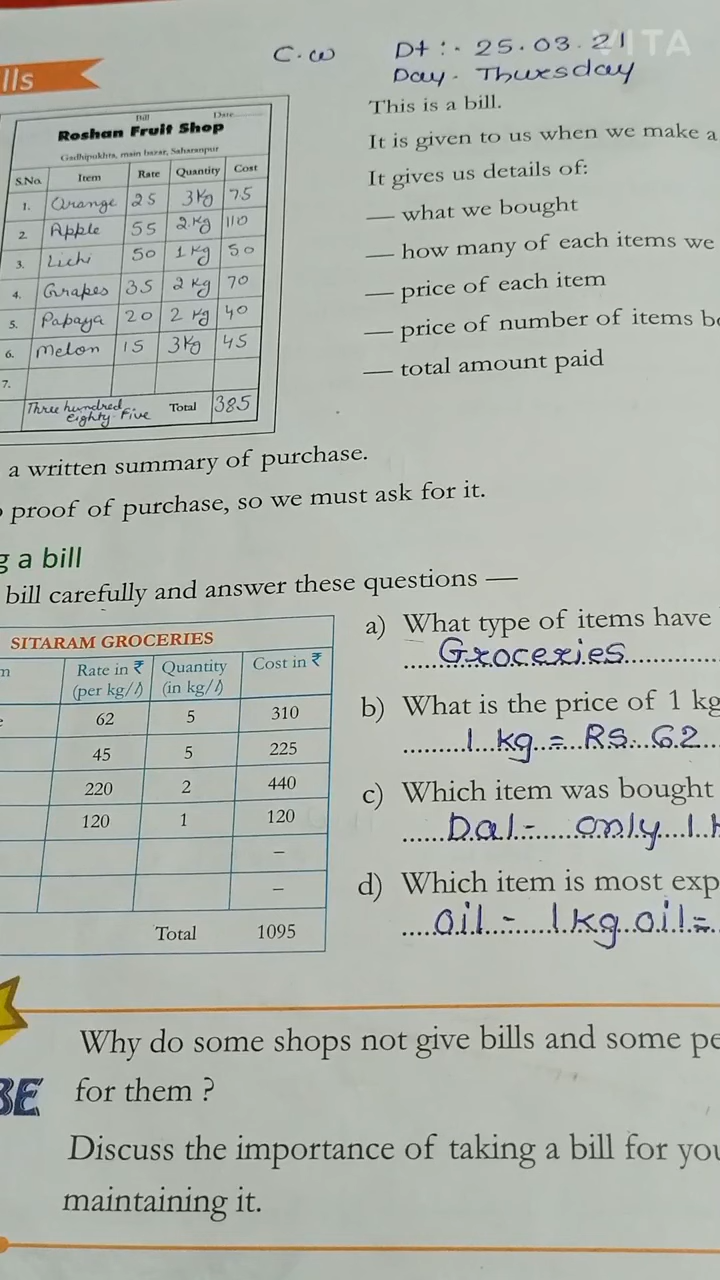 VITA
C.w Dt :- 25.03.21
Day - Thursday
lls
Bill Date
Roshan Fruit Shop
Gadhipukhta, main bazar, Saharanpur
S.No. Item Rate Quantity Cost
1. Orange 25 3Kg 75
2. Apple 55 2Kg 110
3. Lichi 50 1Kg 50
4. Grapes 35 2kg 70
5. Papaya 20 2 kg 40
6. Melon 15 3Kg 45
7.
Three hundred eighty-Five Total 385
This is a bill.
It is given to us when we make a
It gives us details of:
— what we bought
— how many of each items we
— price of each item
— price of number of items
— total amount paid
a written summary of purchase.
proof of purchase, so we must ask for it.
g a bill
bill carefully and answer these questions —
SITARAM GROCERIES
Rate in ₹ (per kg/l) Quantity (in kg/l) Cost in ₹
62 5 310
45 5 225
220 2 440
120 1 120
–
–
Total 1095
a) What type of items have
Groceries
b) What is the price of 1 kg
1 kg = RS. 62
c) Which item was bought
Dal - only 1
d) Which item is most exp
oil - 1 kg oil =
BE
Why do some shops not give bills and some pe
for them ?
Discuss the importance of taking a bill for you
maintaining it.